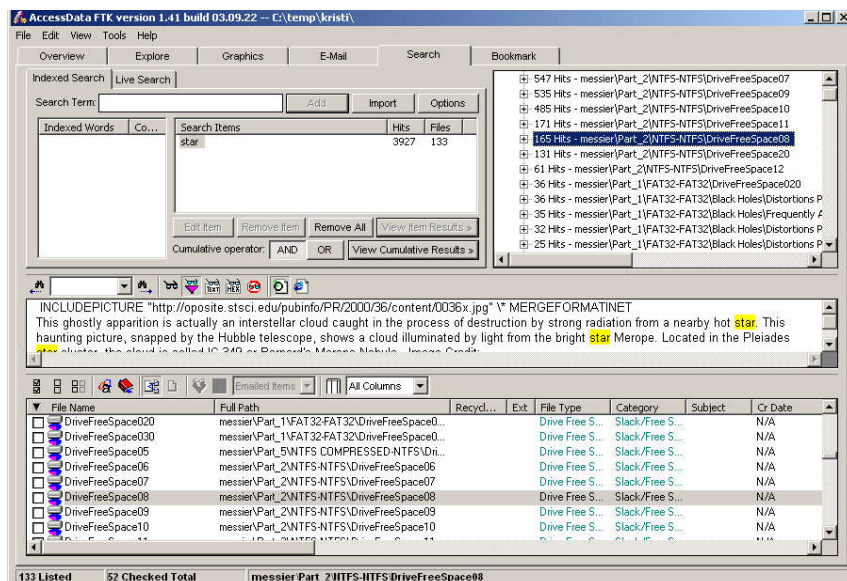 AccessData FTK version 1.41 build 03.09.22 -- C:\temp\kristi\
File Edit View Tools Help
Overview Explore Graphics E-Mail Search Bookmark
Indexed Search Live Search
Search Term: Add Import Options
Indexed Words Co... Search Items Hits Files
star 3927 133
Edit Item Remove Item Remove All View Item Results »
Cumulative operator: AND OR View Cumulative Results »
547 Hits - messier\Part_2\NTFS-NTFS\DriveFreeSpace07
535 Hits - messier\Part_2\NTFS-NTFS\DriveFreeSpace09
485 Hits - messier\Part_2\NTFS-NTFS\DriveFreeSpace10
171 Hits - messier\Part_2\NTFS-NTFS\DriveFreeSpace11
165 Hits - messier\Part_2\NTFS-NTFS\DriveFreeSpace08
131 Hits - messier\Part_2\NTFS-NTFS\DriveFreeSpace20
61 Hits - messier\Part_2\NTFS-NTFS\DriveFreeSpace12
36 Hits - messier\Part_1\FAT32-FAT32\DriveFreeSpace020
36 Hits - messier\Part_1\FAT32-FAT32\Black Holes\Distortions P
35 Hits - messier\Part_1\FAT32-FAT32\Black Holes\Frequently A
32 Hits - messier\Part_1\FAT32-FAT32\Black Holes\Distortions P
25 Hits - messier\Part_1\FAT32-FAT32\Black Holes\Distortions P
TEXT HEX
INCLUDEPICTURE "http://oposite.stsci.edu/pubinfo/PR/2000/36/content/0036x.jpg" \* MERGEFORMATINET
This ghostly apparition is actually an interstellar cloud caught in the process of destruction by strong radiation from a nearby hot star. This
haunting picture, snapped by the Hubble telescope, shows a cloud illuminated by light from the bright star Merope. Located in the Pleiades
star cluster, the cloud is called IC 349 or Barnard's Merope Nebula. Image Credit:
Emailed Items All Columns
File Name Full Path Recycl... Ext File Type Category Subject Cr Date
DriveFreeSpace020 messier\Part_1\FAT32-FAT32\DriveFreeSpace0... Drive Free S... Slack/Free S... N/A
DriveFreeSpace030 messier\Part_1\FAT32-FAT32\DriveFreeSpace0... Drive Free S... Slack/Free S... N/A
DriveFreeSpace05 messier\Part_5\NTFS COMPRESSED-NTFS\Dri... Drive Free S... Slack/Free S... N/A
DriveFreeSpace06 messier\Part_2\NTFS-NTFS\DriveFreeSpace06 Drive Free S... Slack/Free S... N/A
DriveFreeSpace07 messier\Part_2\NTFS-NTFS\DriveFreeSpace07 Drive Free S... Slack/Free S... N/A
DriveFreeSpace08 messier\Part_2\NTFS-NTFS\DriveFreeSpace08 Drive Free S... Slack/Free S... N/A
DriveFreeSpace09 messier\Part_2\NTFS-NTFS\DriveFreeSpace09 Drive Free S... Slack/Free S... N/A
DriveFreeSpace10 messier\Part_2\NTFS-NTFS\DriveFreeSpace10 Drive Free S... Slack/Free S... N/A
133 Listed 52 Checked Total messier\Part_2\NTFS-NTFS\DriveFreeSpace08